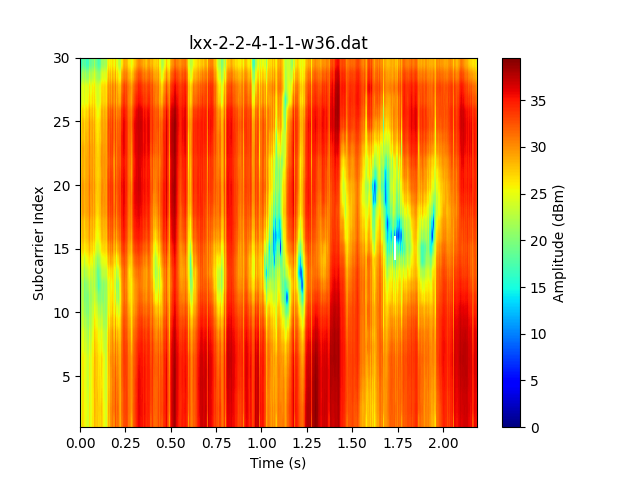 lxx-2-2-4-1-1-w36.dat
30
25
20
15
10
5
Subcarrier Index
0.00 0.25 0.50 0.75 1.00 1.25 1.50 1.75 2.00
Time (s)
35
30
25
20
15
10
5
0
Amplitude (dBm)